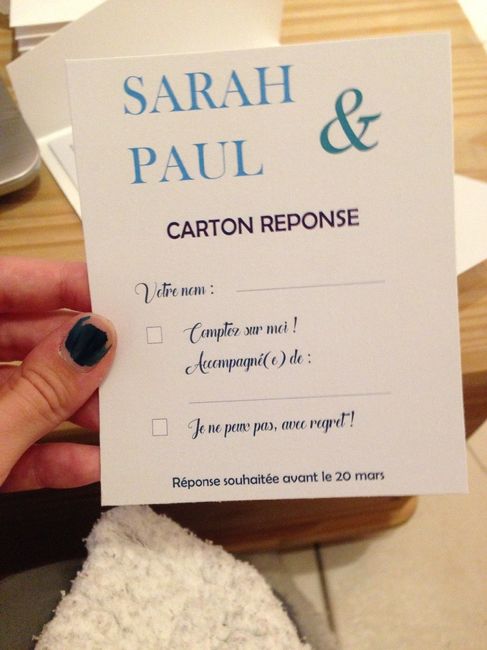 SARAH &
PAUL
CARTON REPONSE
Votre nom :
Comptez sur moi !
Accompagné(e) de :
Je ne peux pas, avec regret !
Réponse souhaitée avant le 20 mars